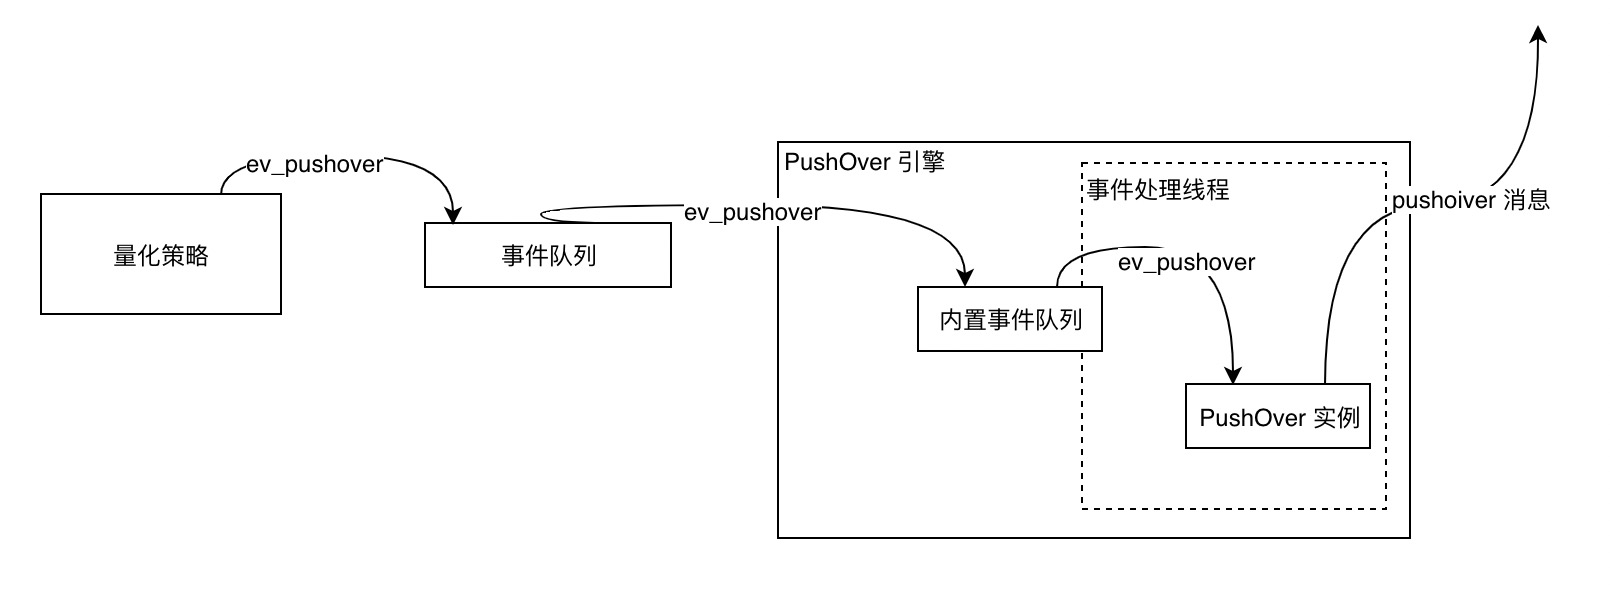 ev_pushover
量化策略
事件队列
ev_pushover
PushOver 引擎
事件处理线程
内置事件队列
ev_pushover
PushOver 实例
pushoiver 消息